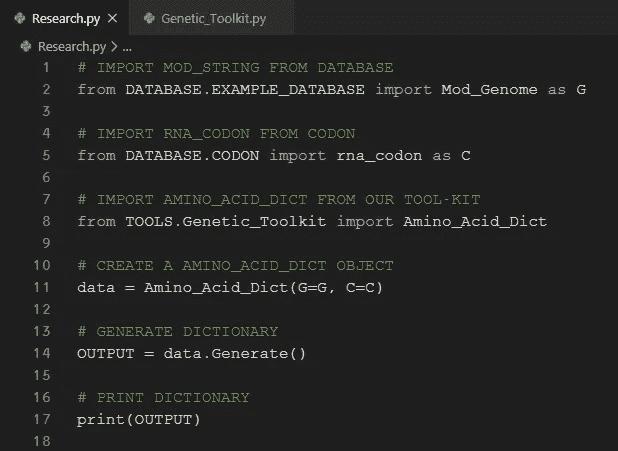 Research.py ×
Genetic_Toolkit.py
Research.py > ...
1 # IMPORT MOD_STRING FROM DATABASE
2 from DATABASE.EXAMPLE_DATABASE import Mod_Genome as G
3
4 # IMPORT RNA_CODON FROM CODON
5 from DATABASE.CODON import rna_codon as C
6
7 # IMPORT AMINO_ACID_DICT FROM OUR TOOL-KIT
8 from TOOLS.Genetic_Toolkit import Amino_Acid_Dict
9
10 # CREATE A AMINO_ACID_DICT OBJECT
11 data = Amino_Acid_Dict(G=G, C=C)
12
13 # GENERATE DICTIONARY
14 OUTPUT = data.Generate()
15
16 # PRINT DICTIONARY
17 print(OUTPUT)
18